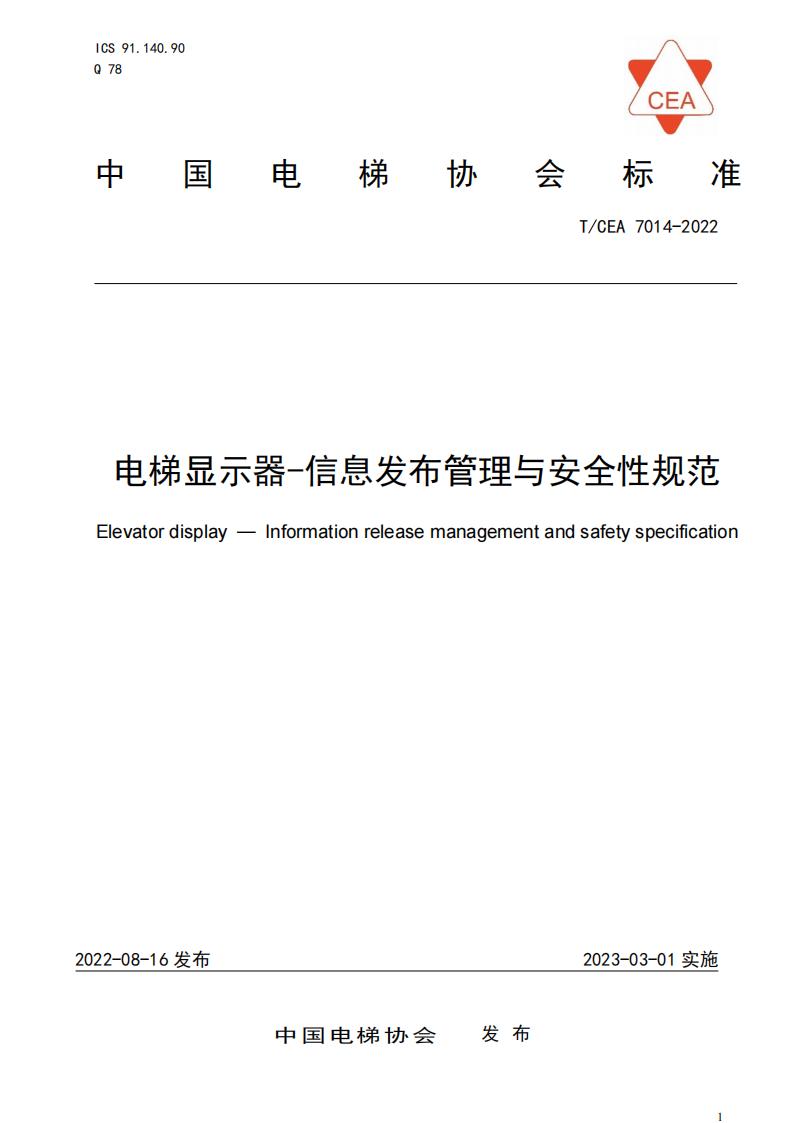 ICS 91.140.90
Q 78
CEA
中国电梯协会标准
T/CEA 7014-2022
电梯显示器-信息发布管理与安全性规范
Elevator display — Information release management and safety specification
2022-08-16 发布 2023-03-01 实施
中国电梯协会 发布
1